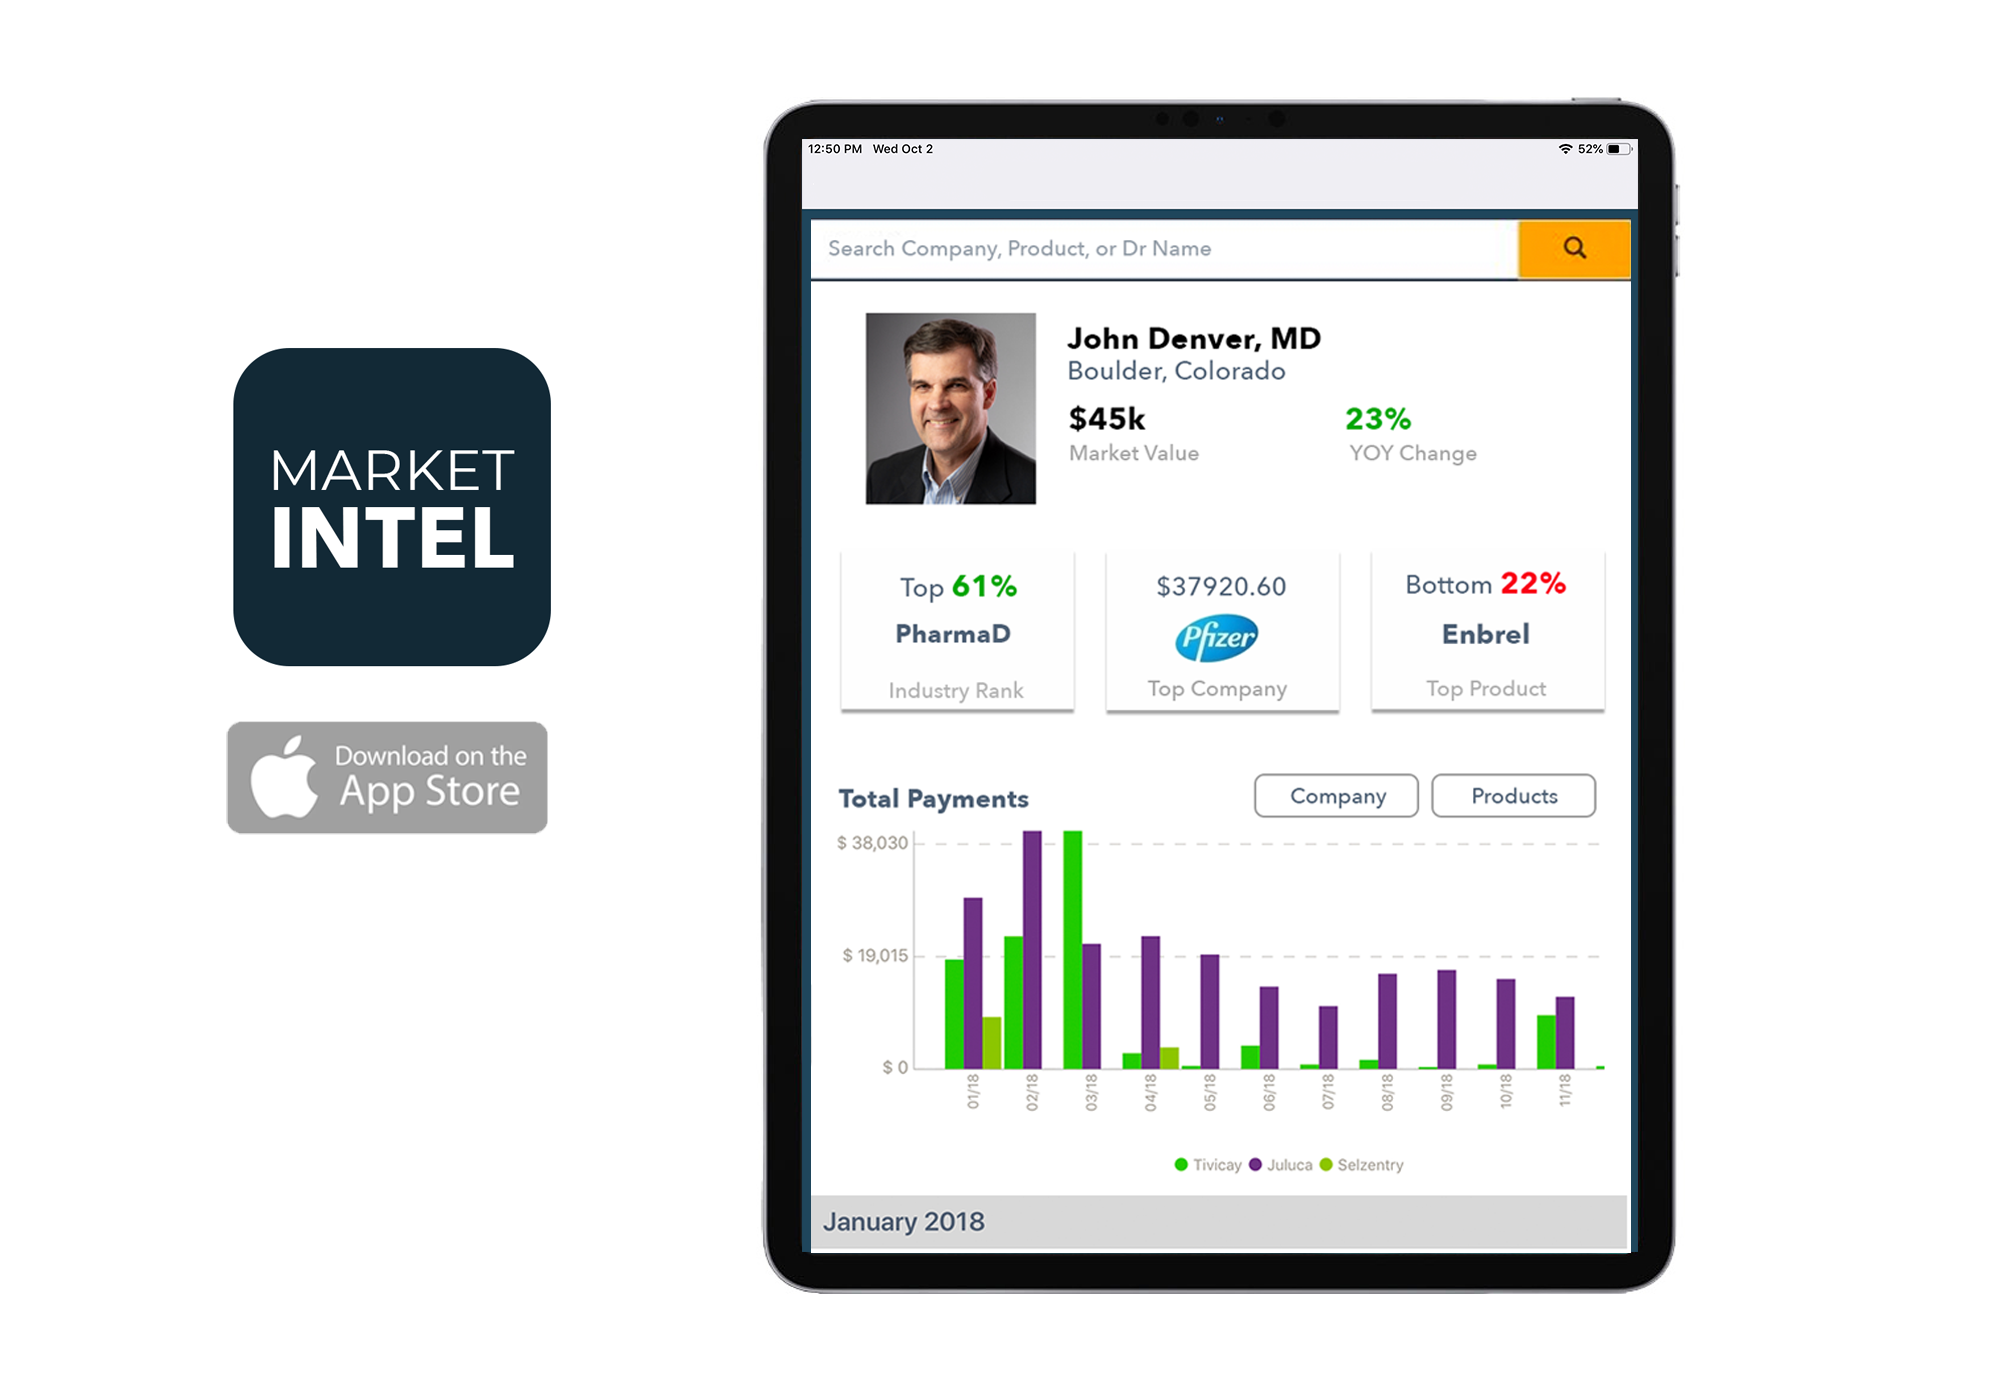 MARKET
INTEL
Download on the
App Store
12:50 PM Wed Oct 2
52%
Search Company, Product, or Dr Name
John Denver, MD
Boulder, Colorado
$45k
23%
Market Value
YOY Change
Top 61%
PharmaD
Industry Rank
$37920.60
Pfizer
Top Company
Bottom 22%
Enbrel
Top Product
Total Payments
Company
Products
$ 38,030
$ 19,015
$ 0
01/18
02/18
03/18
04/18
05/18
06/18
07/18
08/18
09/18
10/18
11/18
Tivicay Juluca Selzentry
January 2018